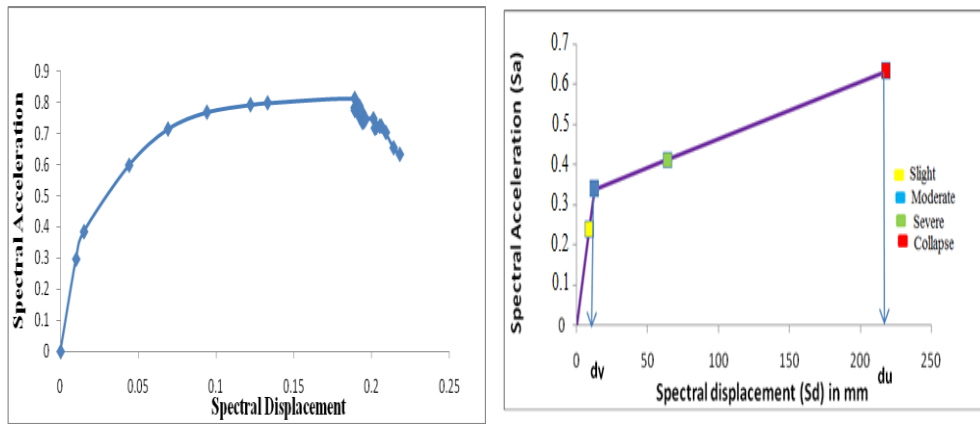 Spectral Acceleration
0.9
0.8
0.7
0.6
0.5
0.4
0.3
0.2
0.1
0
0 0.05 0.1 0.15 0.2 0.25
Spectral Displacement
Spectral Acceleration (Sa)
0.7
0.6
0.5
0.4
0.3
0.2
0.1
0
0 50 100 150 200 250
dy du
Spectral displacement (Sd) in mm
Slight
Moderate
Severe
Collapse